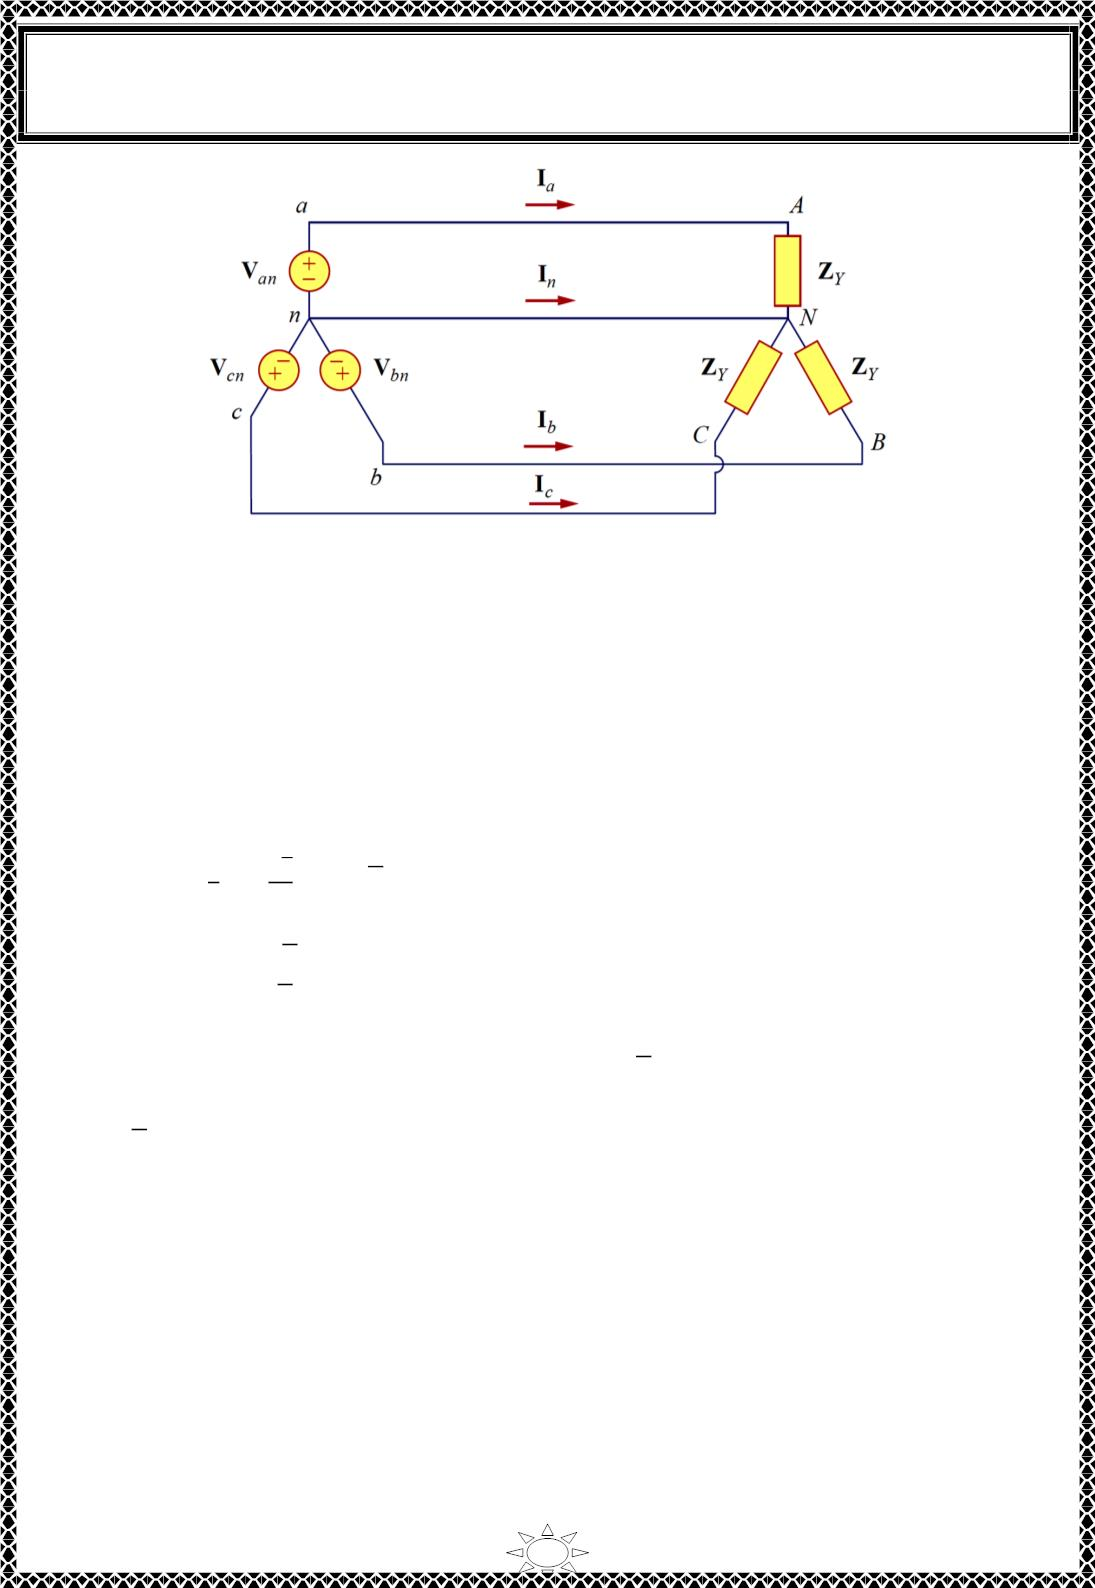 I_a
a A
+
−
V_an Z_Y
I_n
n N
V_cn − + − + V_bn Z_Y Z_Y
c
I_b
C B
b
I_c